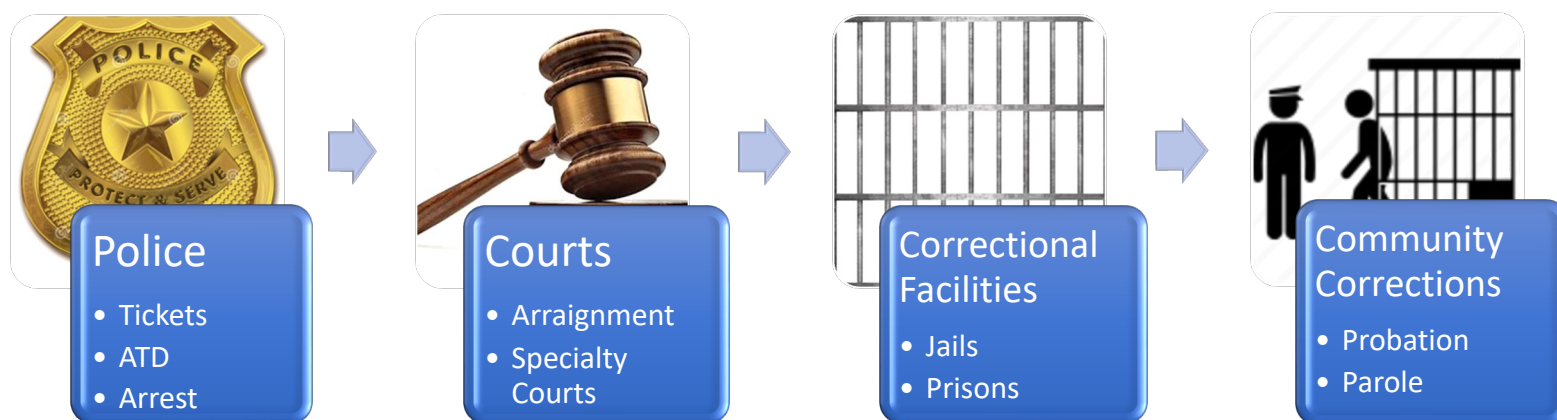 POLICE
PROTECT & SERVE
Police
• Tickets
• ATD
• Arrest
Courts
• Arraignment
• Specialty
Courts
Correctional
Facilities
• Jails
• Prisons
Community
Corrections
• Probation
• Parole